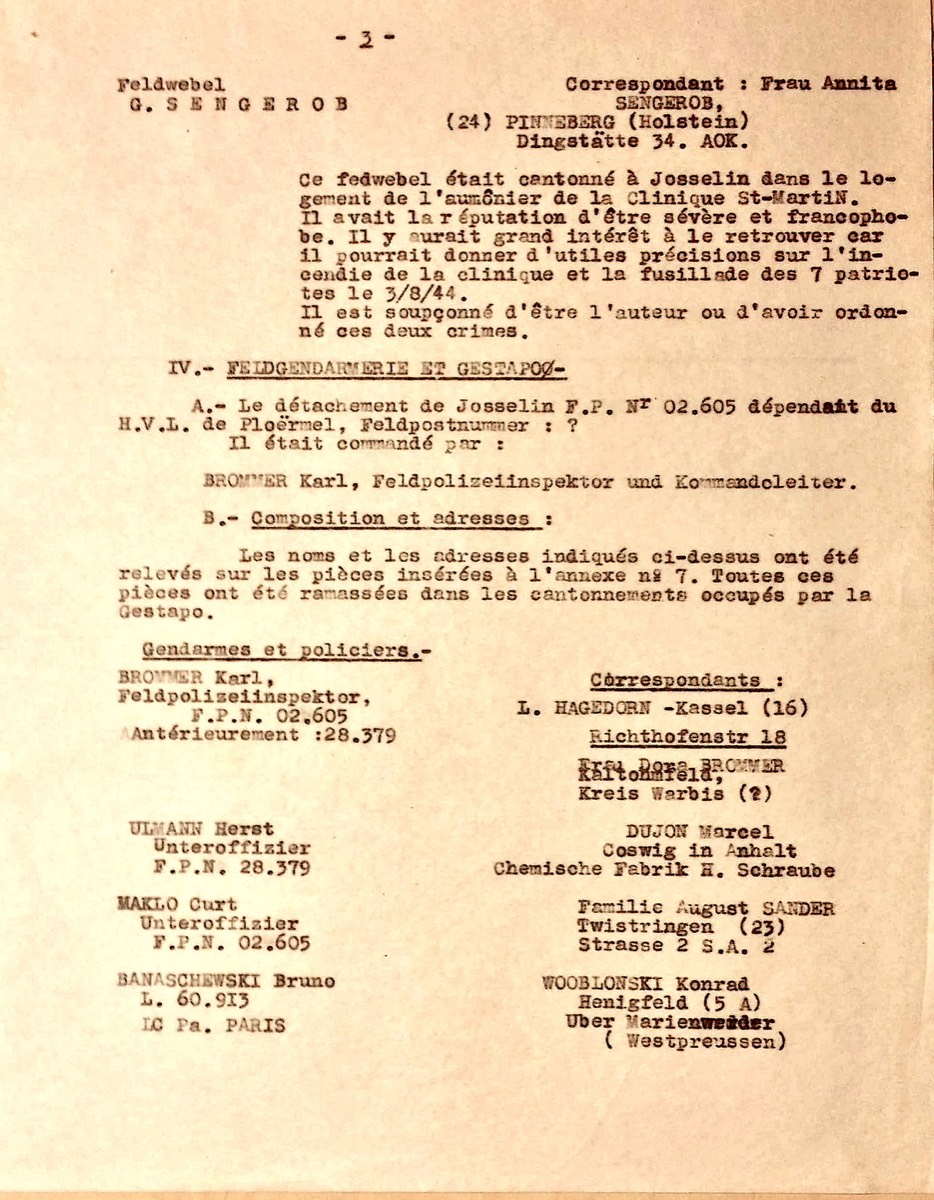 - 3 -
Feldwebel
G. S E N G E R O B
Correspondant : Frau Annita
SENGEROB,
(24) PINNEBERG (Holstein)
Dingstätte 34. AOK.
Ce fedwebel était cantonné à Josselin dans le lo-
gement de l'aumônier de la Clinique St-MartiN.
Il avait la réputation d'être sévère et francopho-
be. Il y aurait grand intérêt à le retrouver car
il pourrait donner d'utiles précisions sur l'in-
cendie de la clinique et la fusillade des 7 patrio-
tes le 3/8/44.
Il est soupçonné d'être l'auteur ou d'avoir ordon-
né ces deux crimes.
IV.- FELDGENDARMERIE ET GESTAPOØ-
A.- Le détachement de Josselin F.P. Nr 02.605 dépendait du
H.V.L. de Ploërmel, Feldpostnummer : ?
Il était commandé par :
BROMMER Karl, Feldpolizeiinspektor und Kommandoleiter.
B.- Composition et adresses :
Les noms et les adresses indiqués ci-dessus ont été
relevés sur les pièces insérées à l'annexe nº 7. Toutes ces
pièces ont été ramassées dans les cantonnements occupés par la
Gestapo.
Gendarmes et policiers.-
BROMMER Karl,
Feldpolizeiinspektor,
F.P.N. 02.605
Antérieurement :28.379
Correspondants :
L. HAGEDORN -Kassel (16)
Richthofenstr 18
Frau Dora BROMMER
Kreis Warbis (?)
ULMANN Herst
Unteroffizier
F.P.N. 28.379
DUJON Marcel
Coswig in Anhalt
Chemische Fabrik H. Schraube
MAKLO Curt
Unteroffizier
F.P.N. 02.605
Familie August SANDER
Twistringen (23)
Strasse 2 S.A. 2
BANASCHEWSKI Bruno
L. 60.913
LC Pa. PARIS
WOOBLONSKI Konrad
Henigfeld (5 A)
Uber Marienweider
( Westpreussen)